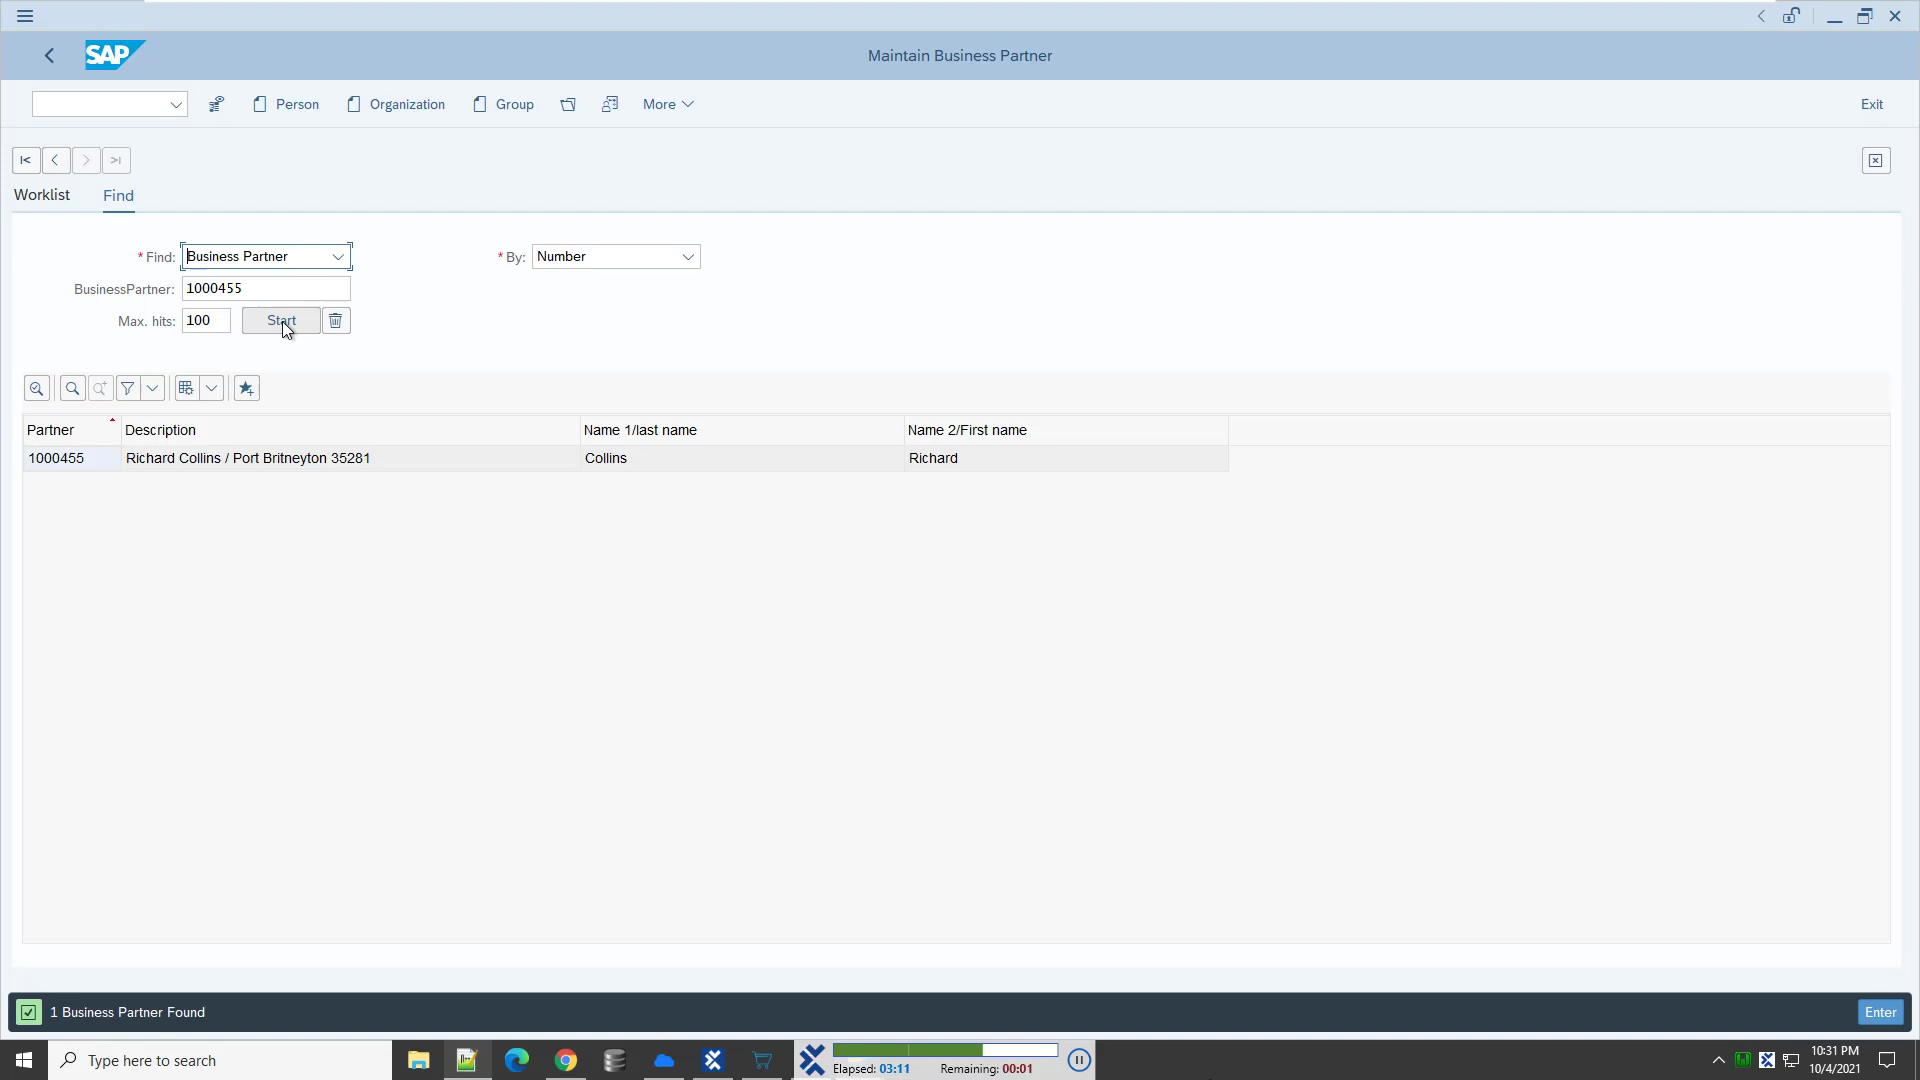 SAP
Maintain Business Partner
Person
Organization
Group
More
Exit
Worklist
Find
* Find: Business Partner
* By: Number
BusinessPartner: 1000455
Max. hits: 100
Start
Partner Description Name 1/last name Name 2/First name
1000455 Richard Collins / Port Britneyton 35281 Collins Richard
1 Business Partner Found
Enter
Type here to search
Elapsed: 03:11 Remaining: 00:01
10:31 PM
10/4/2021